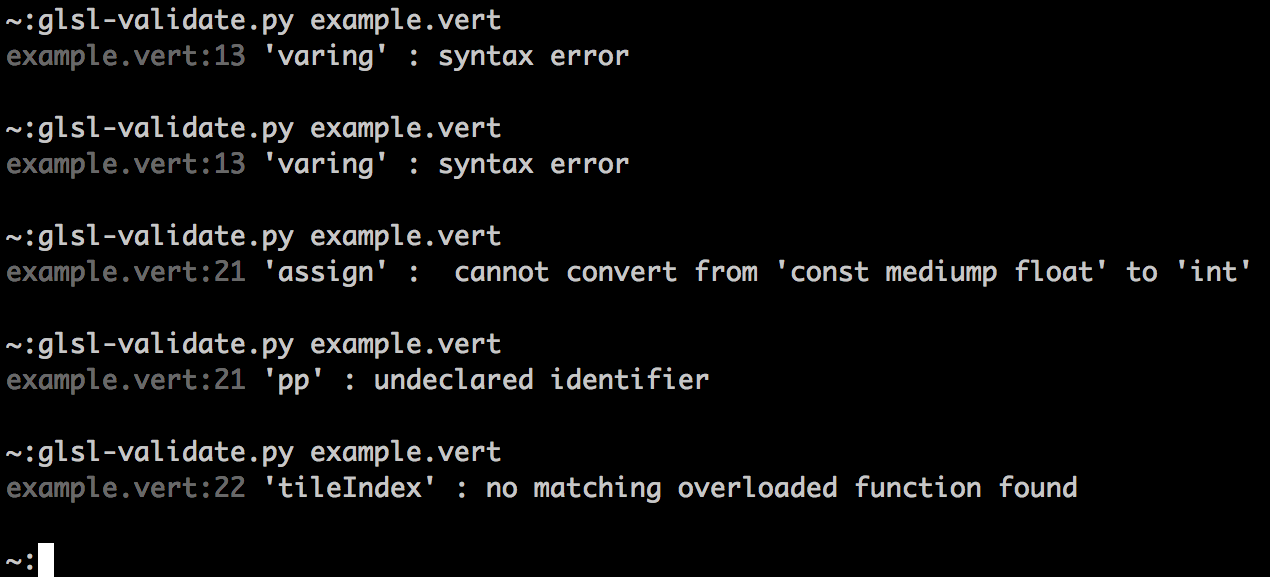 ~:glsl-validate.py example.vert
example.vert:13 'varing' : syntax error
~:glsl-validate.py example.vert
example.vert:13 'varing' : syntax error
~:glsl-validate.py example.vert
example.vert:21 'assign' :  cannot convert from 'const mediump float' to 'int'
~:glsl-validate.py example.vert
example.vert:21 'pp' : undeclared identifier
~:glsl-validate.py example.vert
example.vert:22 'tileIndex' : no matching overloaded function found
~: